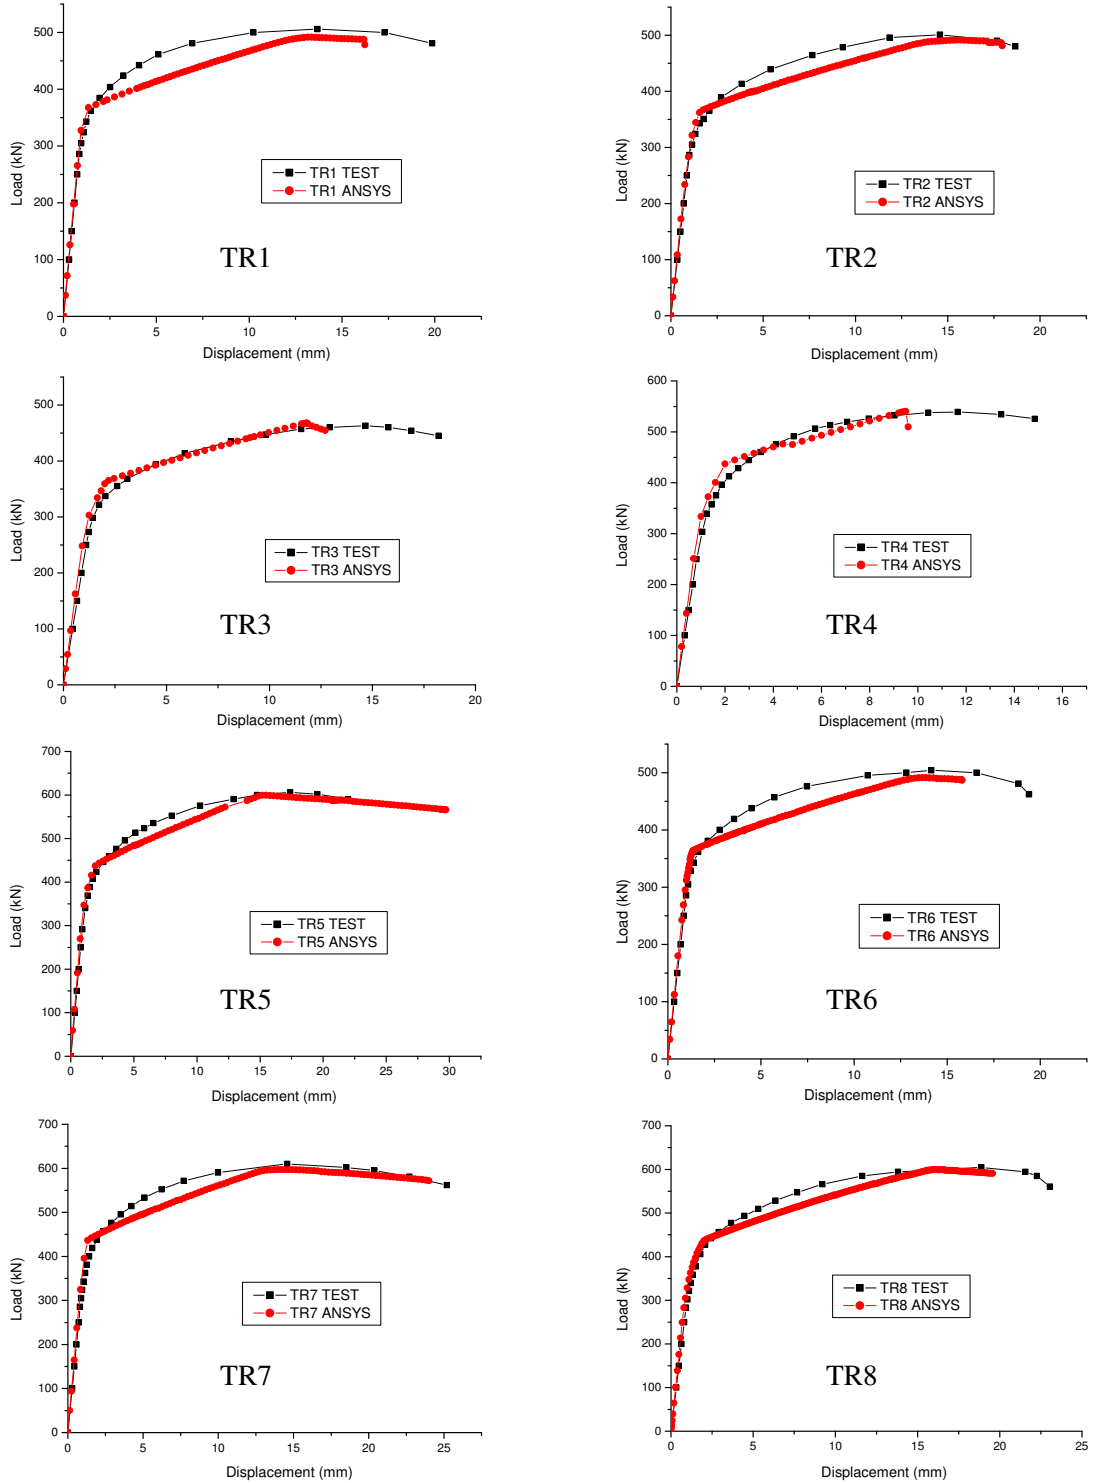 500
400
300
200
100
0
Load (kN)
TR1 TEST
TR1 ANSYS
TR1
0 5 10 15 20
Displacement (mm)
500
400
300
200
100
0
Load (kN)
TR2 TEST
TR2 ANSYS
TR2
0 5 10 15 20
Displacement (mm)
500
400
300
200
100
0
Load (kN)
TR3 TEST
TR3 ANSYS
TR3
0 5 10 15 20
Displacement (mm)
600
500
400
300
200
100
0
Load (kN)
TR4 TEST
TR4 ANSYS
TR4
0 2 4 6 8 10 12 14 16
Displacement (mm)
700
600
500
400
300
200
100
0
Load (kN)
TR5 TEST
TR5 ANSYS
TR5
0 5 10 15 20 25 30
Displacement (mm)
500
400
300
200
100
0
Load (kN)
TR6 TEST
TR6 ANSYS
TR6
0 5 10 15 20
Displacement (mm)
700
600
500
400
300
200
100
0
Load (kN)
TR7 TEST
TR7 ANSYS
TR7
0 5 10 15 20 25
Displacement (mm)
700
600
500
400
300
200
100
0
Load (kN)
TR8 TEST
TR8 ANSYS
TR8
0 5 10 15 20 25
Displacement (mm)